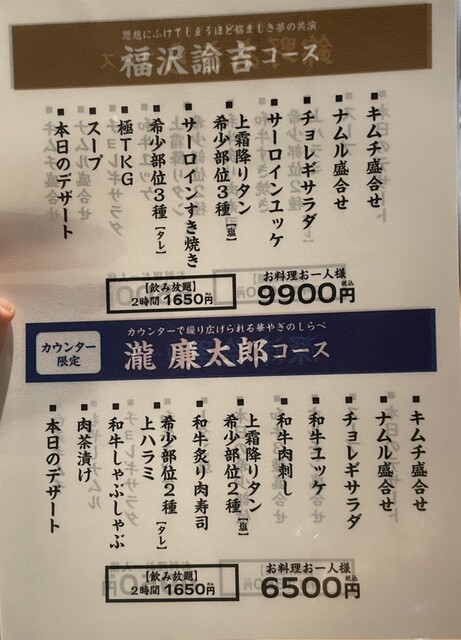 思想にふけてしまうほど悩ましき夢の共演
福沢諭吉コース
■キムチ盛合せ
■ナムル盛合せ
■チョレギサラダ
■サーロインユッケ
■上霜降りタン
希少部位3種[塩]
■サーロインすき焼き
■希少部位3種[タレ]
■極TKG
■スープ
■本日のデザート
【飲み放題】
2時間 1650円
お料理お一人様
9900円税込
カウンター限定
カウンターで繰り広げられる華やぎのしらべ
瀧 廉太郎コース
■キムチ盛合せ
■ナムル盛合せ
■チョレギサラダ
■和牛ユッケ
■和牛肉刺し
■上霜降りタン
希少部位2種[塩]
■和牛炙り肉寿司
■希少部位2種[タレ]
上ハラミ
■和牛しゃぶしゃぶ
■肉茶漬け
■本日のデザート
【飲み放題】
2時間 1650円
お料理お一人様
6500円税込